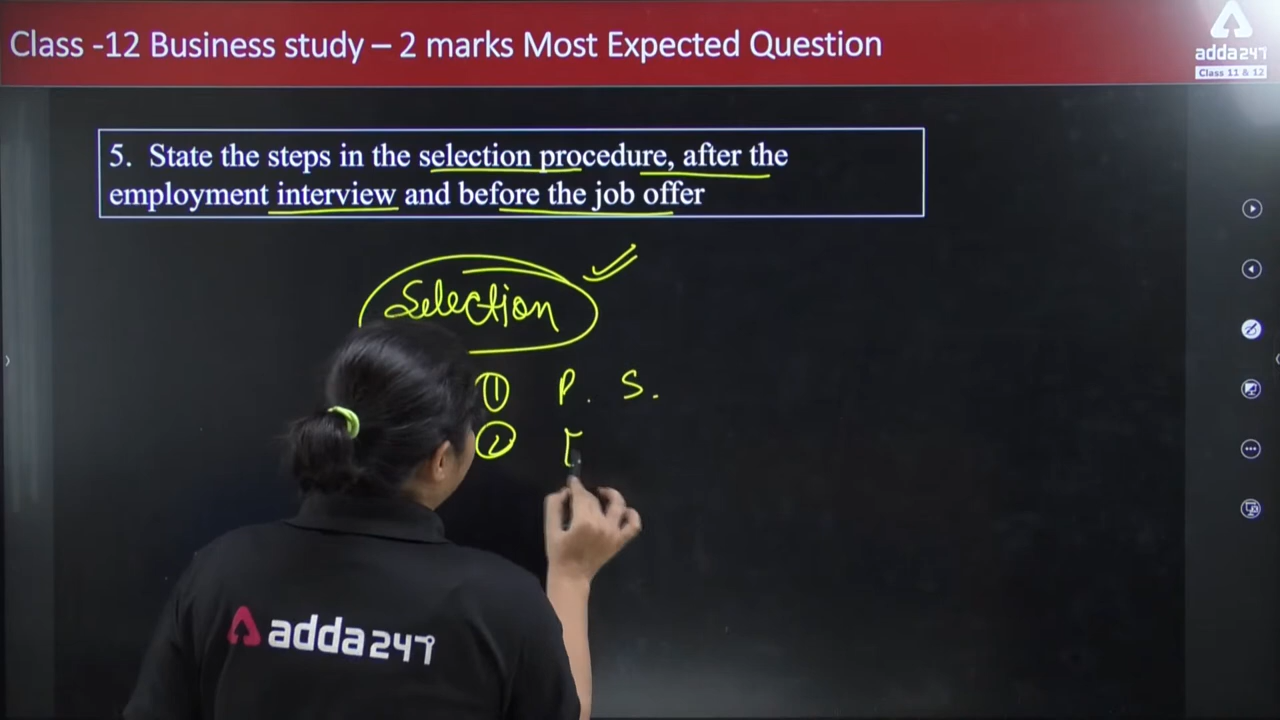 Class -12 Business study – 2 marks Most Expected Question
adda247
Class 11 & 12
5. State the steps in the selection procedure, after the
employment interview and before the job offer
Selection
① P. S.
②
adda247